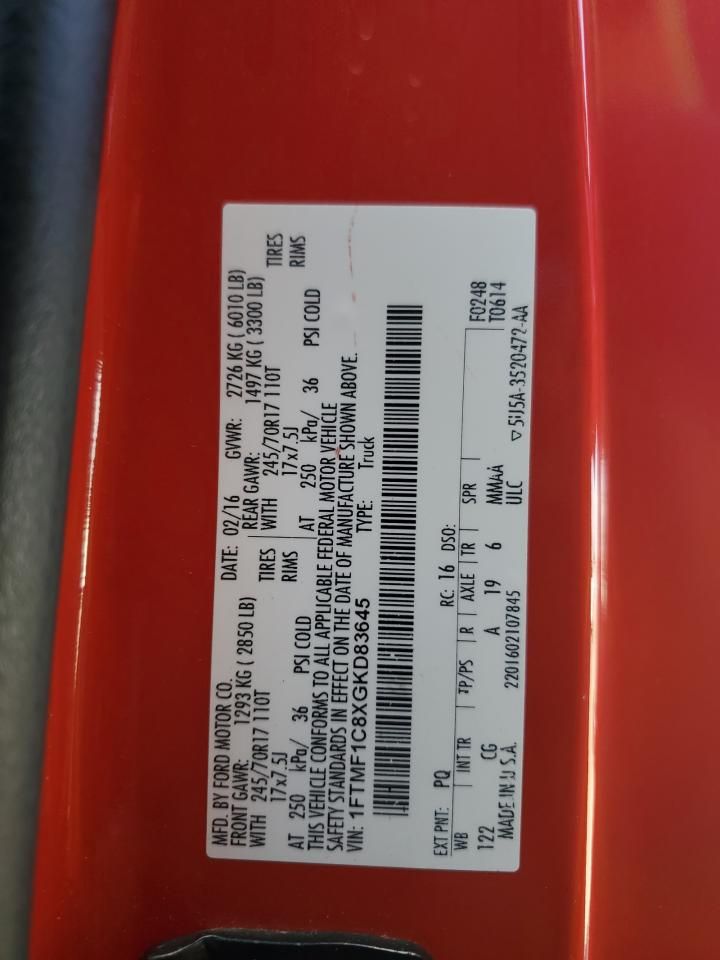 MFD. BY FORD MOTOR CO. DATE: 02/16 GVWR: 2726 KG ( 6010 LB)
FRONT GAWR: 1293 KG ( 2850 LB) REAR GAWR: 1497 KG ( 3300 LB)
WITH 245/70R17 110T TIRES WITH 245/70R17 110T TIRES
17x7.5J RIMS 17x7.5J RIMS
AT 250 kPa/ 36 PSI COLD AT 250 kPa/ 36 PSI COLD
THIS VEHICLE CONFORMS TO ALL APPLICABLE FEDERAL MOTOR VEHICLE
SAFETY STANDARDS IN EFFECT ON THE DATE OF MANUFACTURE SHOWN ABOVE.
VIN: 1FTMF1C8XGKD83645 TYPE: Truck
EXT PNT: PQ RC: 16 DSO: F0248
WB INT TR TP/PS R AXLE TR SPR T0614
122 CG A 19 6 MMAA
MADE IN U.S.A. 2201602107845 ULC ▽5U5A-3520472-AA